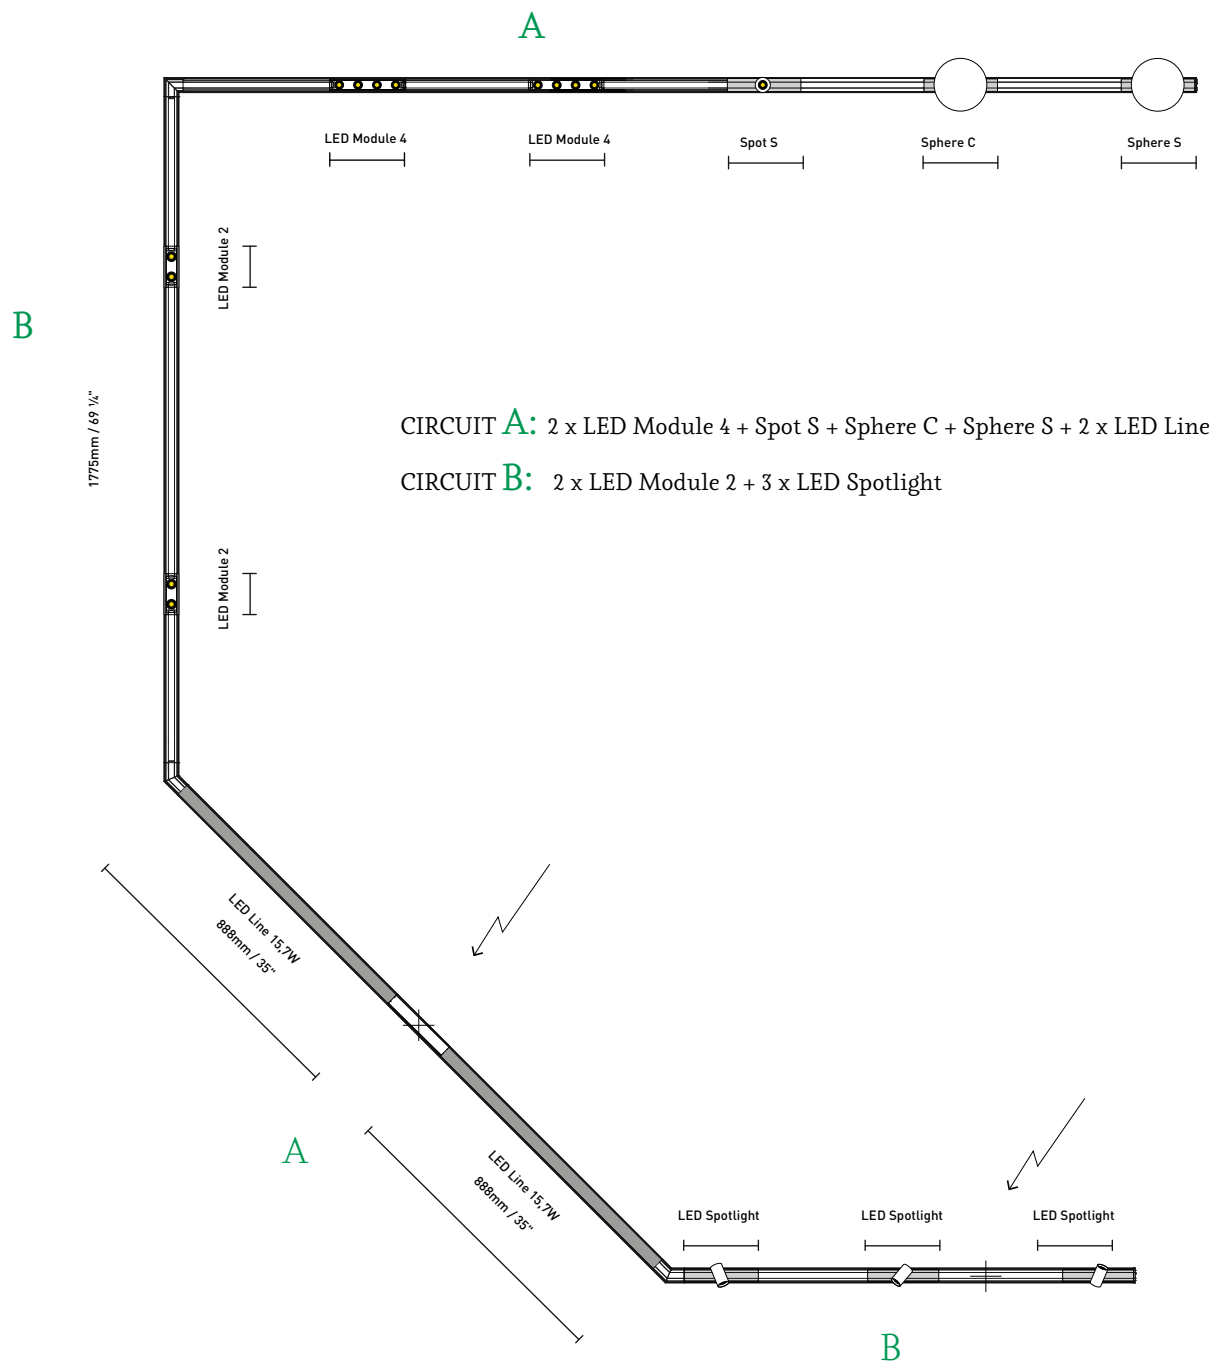 A
LED Module 4
LED Module 4
Spot S
Sphere C
Sphere S
LED Module 2
B
1775mm / 69 ¼"
CIRCUIT A: 2 x LED Module 4 + Spot S + Sphere C + Sphere S + 2 x LED Line
CIRCUIT B: 2 x LED Module 2 + 3 x LED Spotlight
LED Module 2
LED Line 15,7W
888mm / 35"
A
LED Line 15,7W
888mm / 35"
LED Spotlight
LED Spotlight
LED Spotlight
B